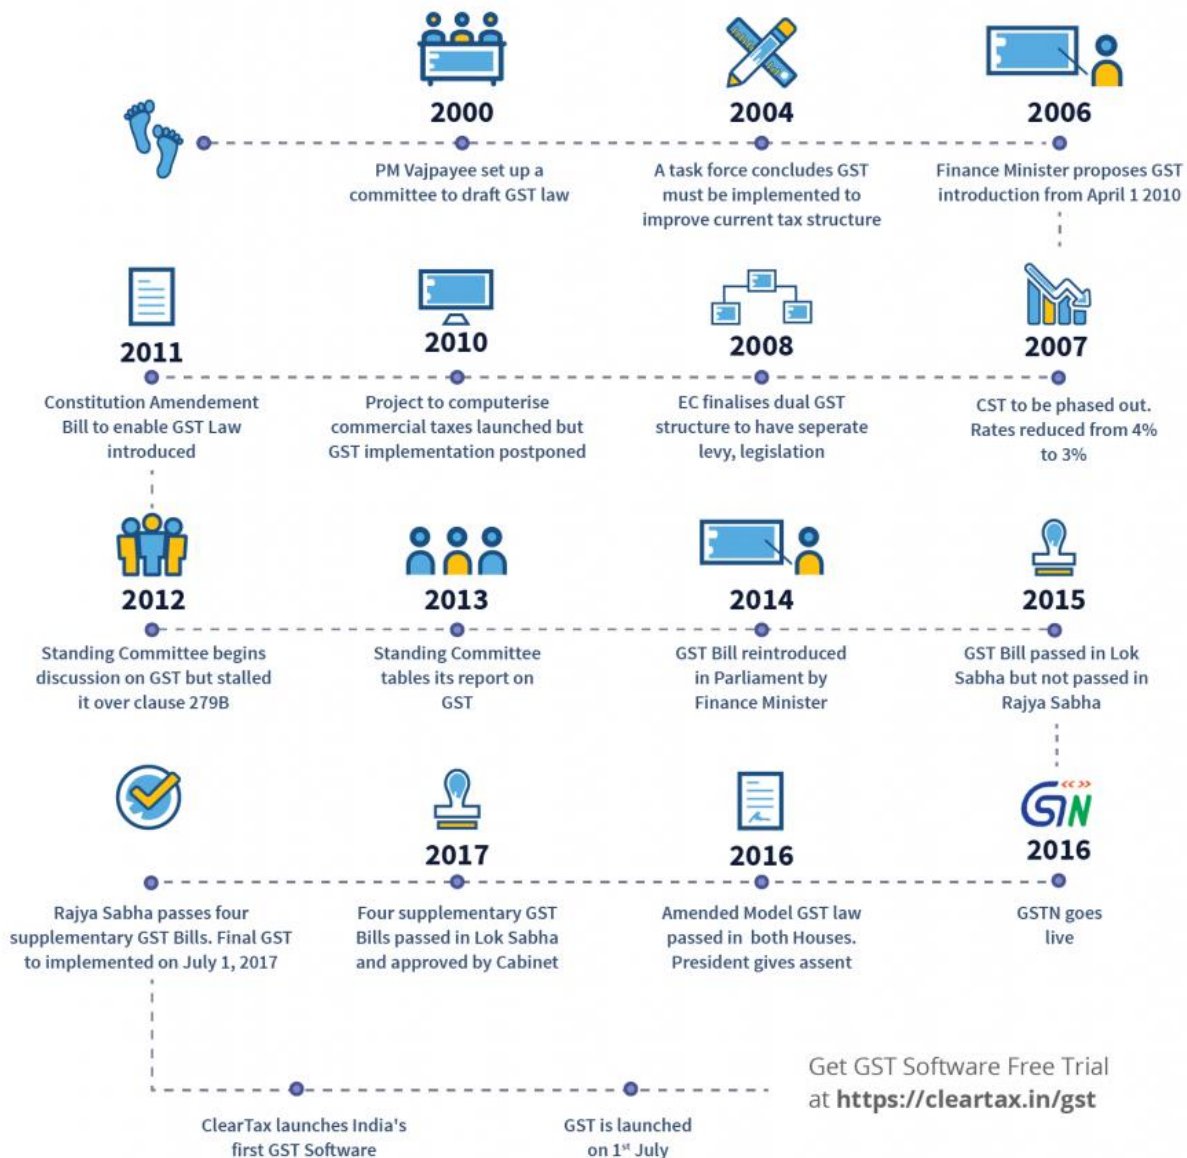 2000
PM Vajpayee set up a
committee to draft GST law
2004
A task force concludes GST
must be implemented to
improve current tax structure
2006
Finance Minister proposes GST
introduction from April 1 2010
2007
CST to be phased out.
Rates reduced from 4%
to 3%
2008
EC finalises dual GST
structure to have seperate
levy, legislation
2010
Project to computerise
commercial taxes launched but
GST implementation postponed
2011
Constitution Amendement
Bill to enable GST Law
introduced
2012
Standing Committee begins
discussion on GST but stalled
it over clause 279B
2013
Standing Committee
tables its report on
GST
2014
GST Bill reintroduced
in Parliament by
Finance Minister
2015
GST Bill passed in Lok
Sabha but not passed in
Rajya Sabha
GSTN
2016
GSTN goes
live
2016
Amended Model GST law
passed in both Houses.
President gives assent
2017
Four supplementary GST
Bills passed in Lok Sabha
and approved by Cabinet
Rajya Sabha passes four
supplementary GST Bills. Final GST
to implemented on July 1, 2017
ClearTax launches India's
first GST Software
GST is launched
on 1st July
Get GST Software Free Trial
at https://cleartax.in/gst